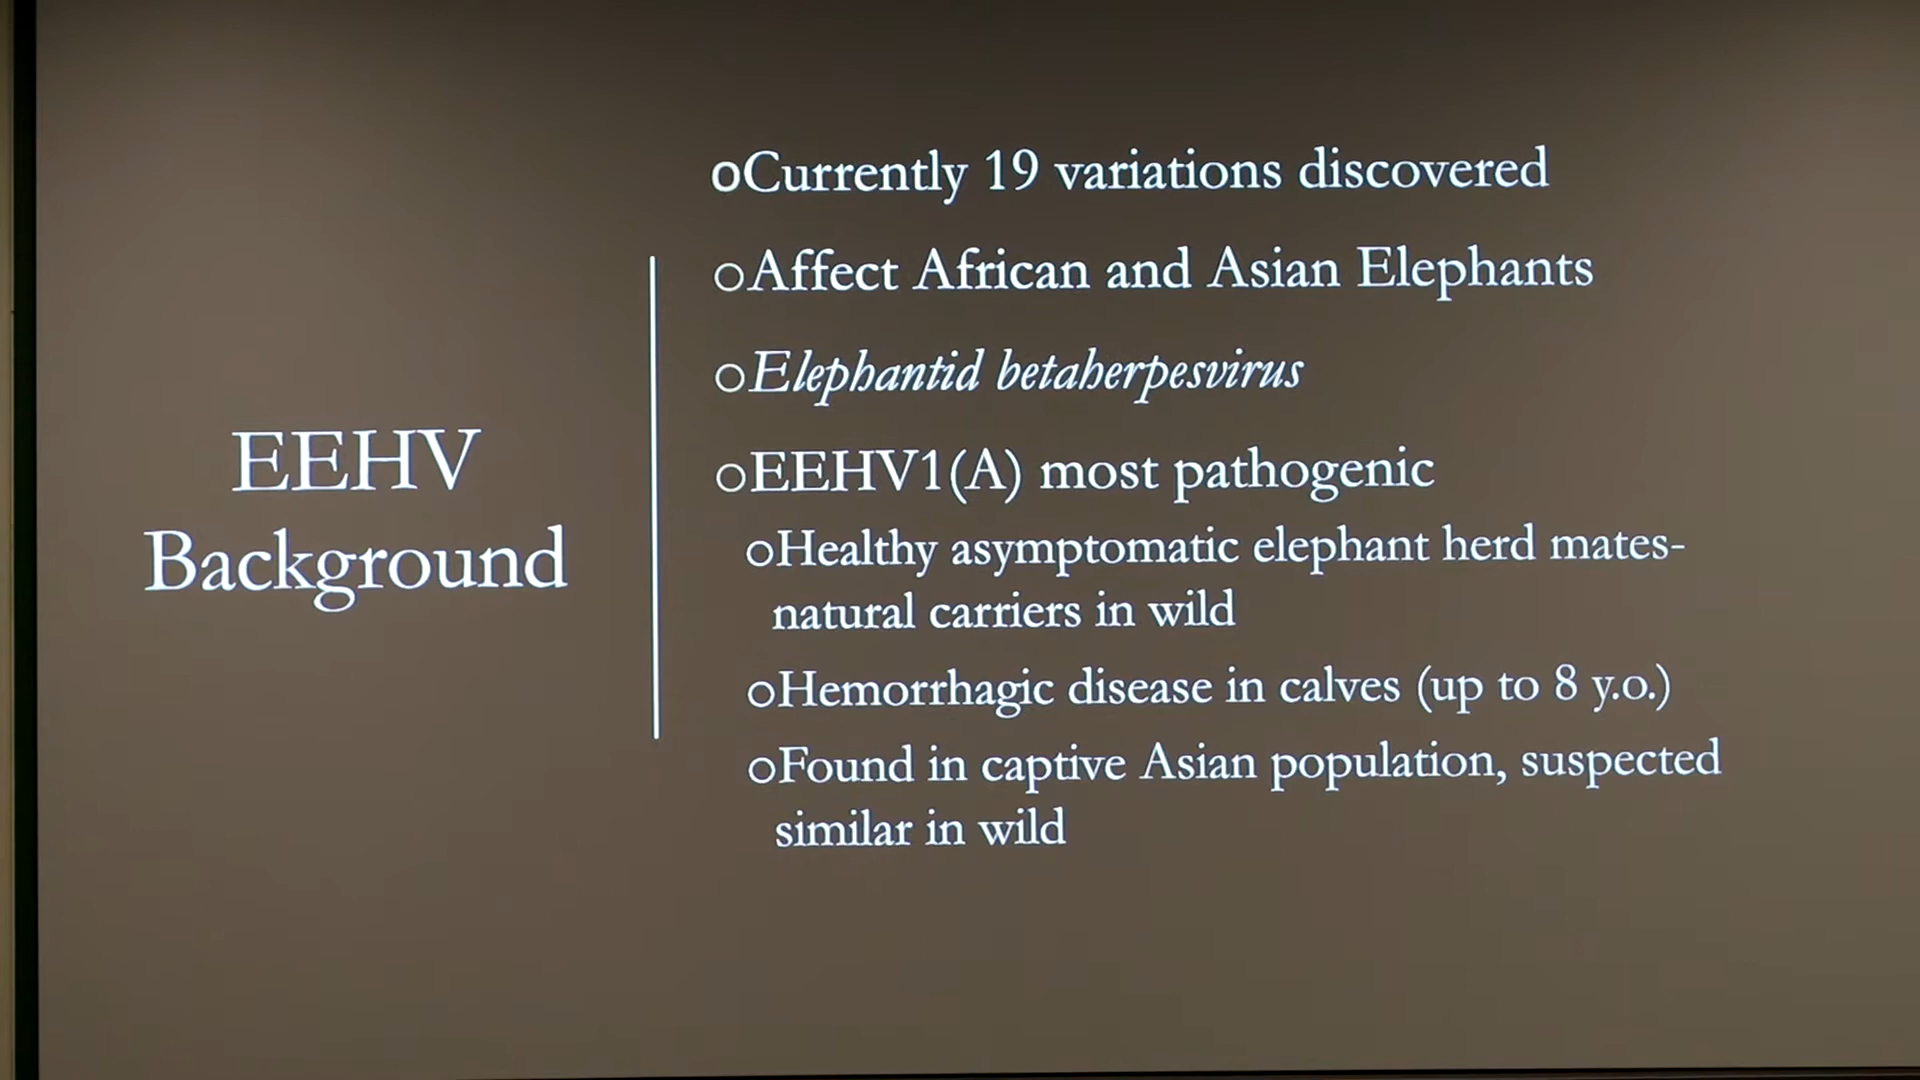 EEHV
Background
oCurrently 19 variations discovered
oAffect African and Asian Elephants
oElephantid betaherpesvirus
oEEHV1(A) most pathogenic
oHealthy asymptomatic elephant herd mates-
natural carriers in wild
oHemorrhagic disease in calves (up to 8 y.o.)
oFound in captive Asian population, suspected
similar in wild